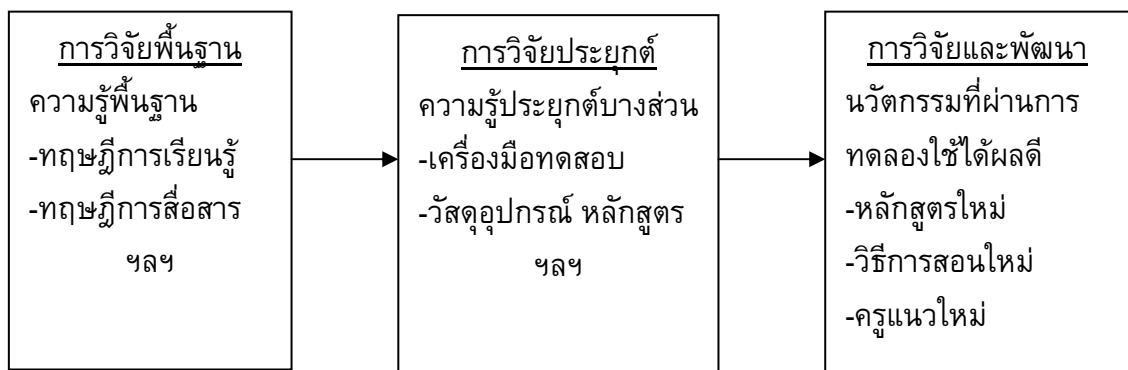 การวิจัยพื้นฐาน
ความรู้พื้นฐาน
-ทฤษฎีการเรียนรู้
-ทฤษฎีการสื่อสาร
ฯลฯ
การวิจัยประยุกต์
ความรู้ประยุกต์บางส่วน
-เครื่องมือทดสอบ
-วัสดุอุปกรณ์ หลักสูตร
ฯลฯ
การวิจัยและพัฒนา
นวัตกรรมที่ผ่านการ
ทดลองใช้ได้ผลดี
-หลักสูตรใหม่
-วิธีการสอนใหม่
-ครูแนวใหม่